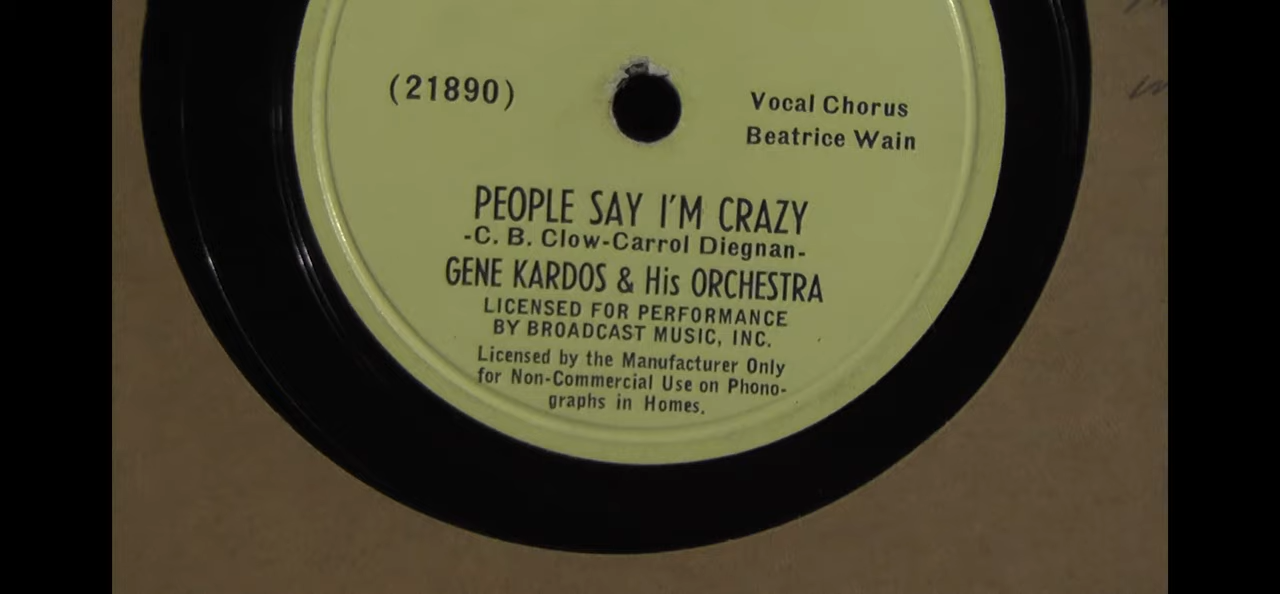 (21890)
Vocal Chorus
Beatrice Wain
PEOPLE SAY I'M CRAZY
-C. B. Clow-Carrol Diegnan-
GENE KARDOS & His ORCHESTRA
LICENSED FOR PERFORMANCE
BY BROADCAST MUSIC, INC.
Licensed by the Manufacturer Only
for Non-Commercial Use on Phono-
graphs in Homes.